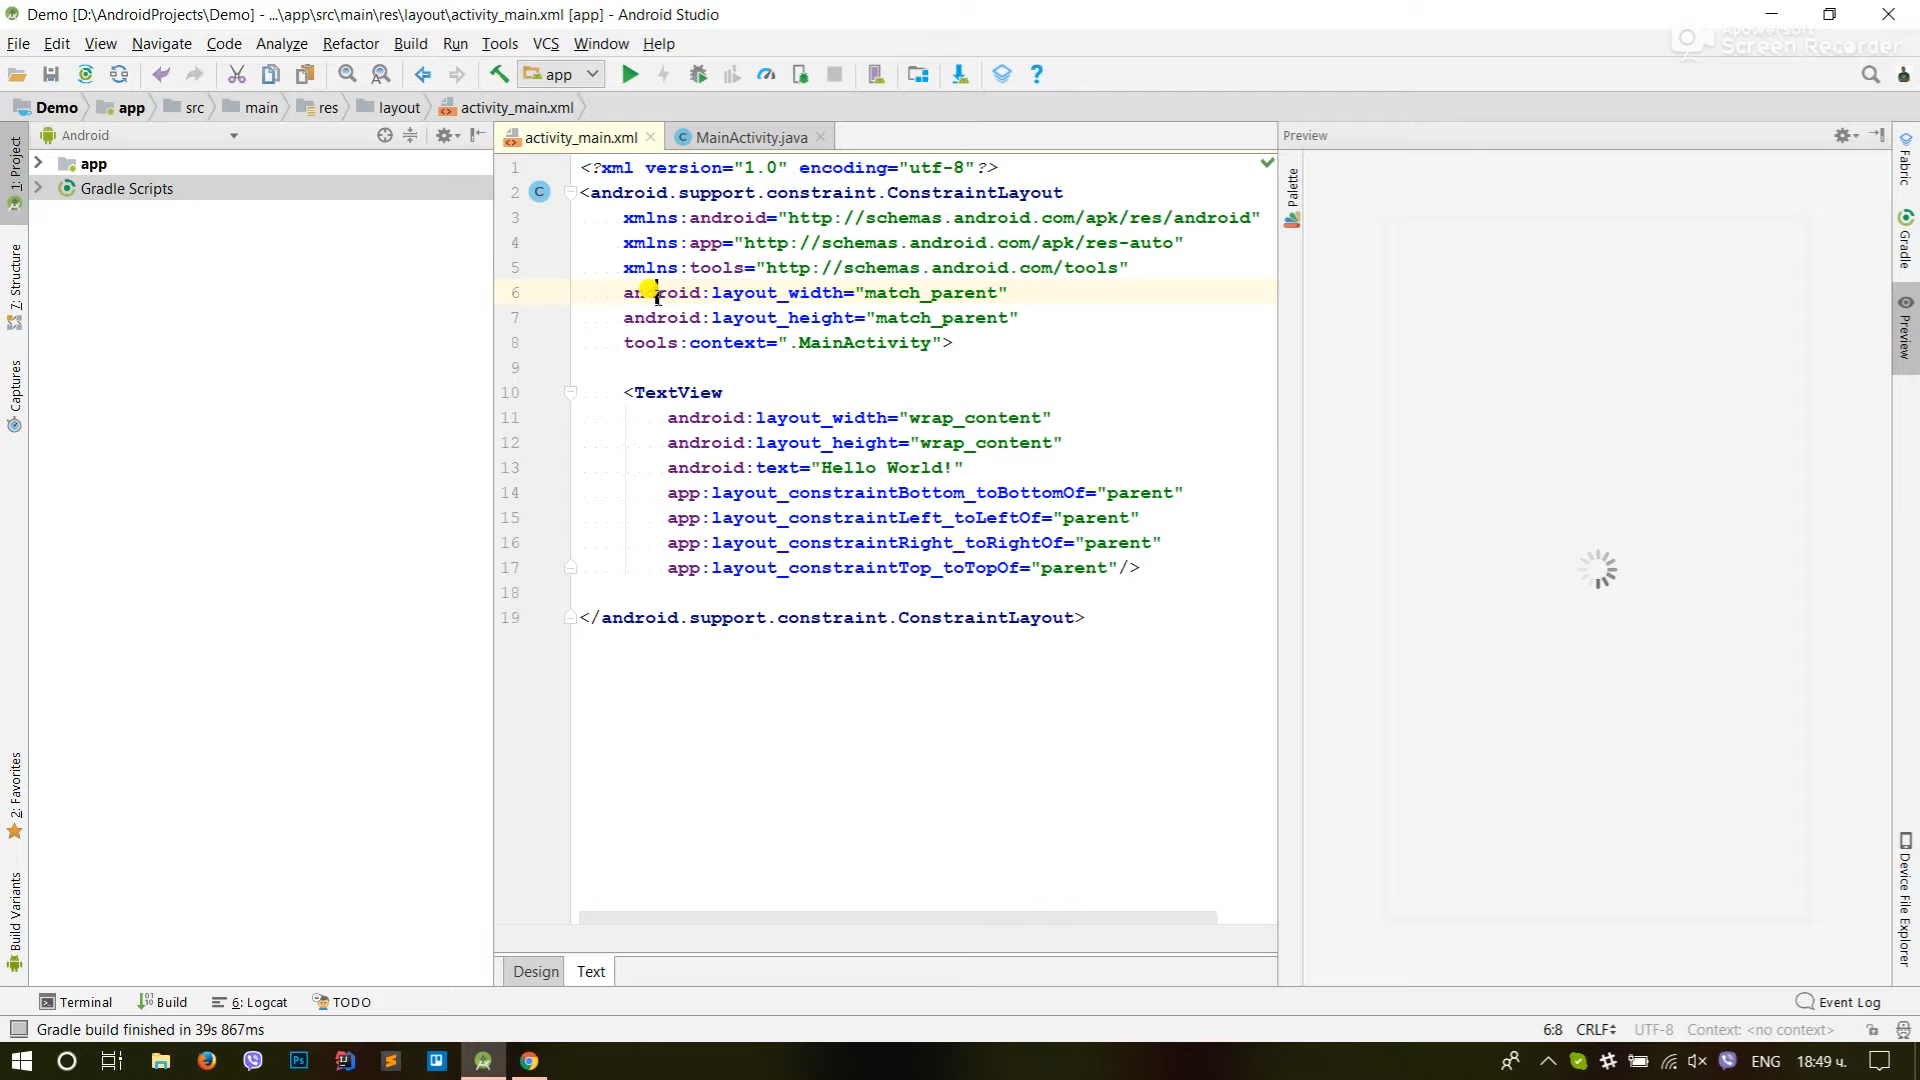 Demo [D:\AndroidProjects\Demo] - ...\app\src\main\res\layout\activity_main.xml [app] - Android Studio
File Edit View Navigate Code Analyze Refactor Build Run Tools VCS Window Help
Apowersoft
Screen Recorder
app
Demo app src main res layout activity_main.xml
Android
activity_main.xml MainActivity.java
Preview
1: Project
7: Structure
Captures
2: Favorites
Build Variants
app
Gradle Scripts
1 <?xml version="1.0" encoding="utf-8"?>
2 <android.support.constraint.ConstraintLayout
3 xmlns:android="http://schemas.android.com/apk/res/android"
4 xmlns:app="http://schemas.android.com/apk/res-auto"
5 xmlns:tools="http://schemas.android.com/tools"
6 android:layout_width="match_parent"
7 android:layout_height="match_parent"
8 tools:context=".MainActivity">
9
10 <TextView
11 android:layout_width="wrap_content"
12 android:layout_height="wrap_content"
13 android:text="Hello World!"
14 app:layout_constraintBottom_toBottomOf="parent"
15 app:layout_constraintLeft_toLeftOf="parent"
16 app:layout_constraintRight_toRightOf="parent"
17 app:layout_constraintTop_toTopOf="parent"/>
18
19 </android.support.constraint.ConstraintLayout>
Palette
Fabric
Gradle
Preview
Device File Explorer
Design Text
Terminal Build 6: Logcat TODO Event Log
Gradle build finished in 39s 867ms 6:8 CRLF UTF-8 Context: <no context>
ENG 18:49 ч.